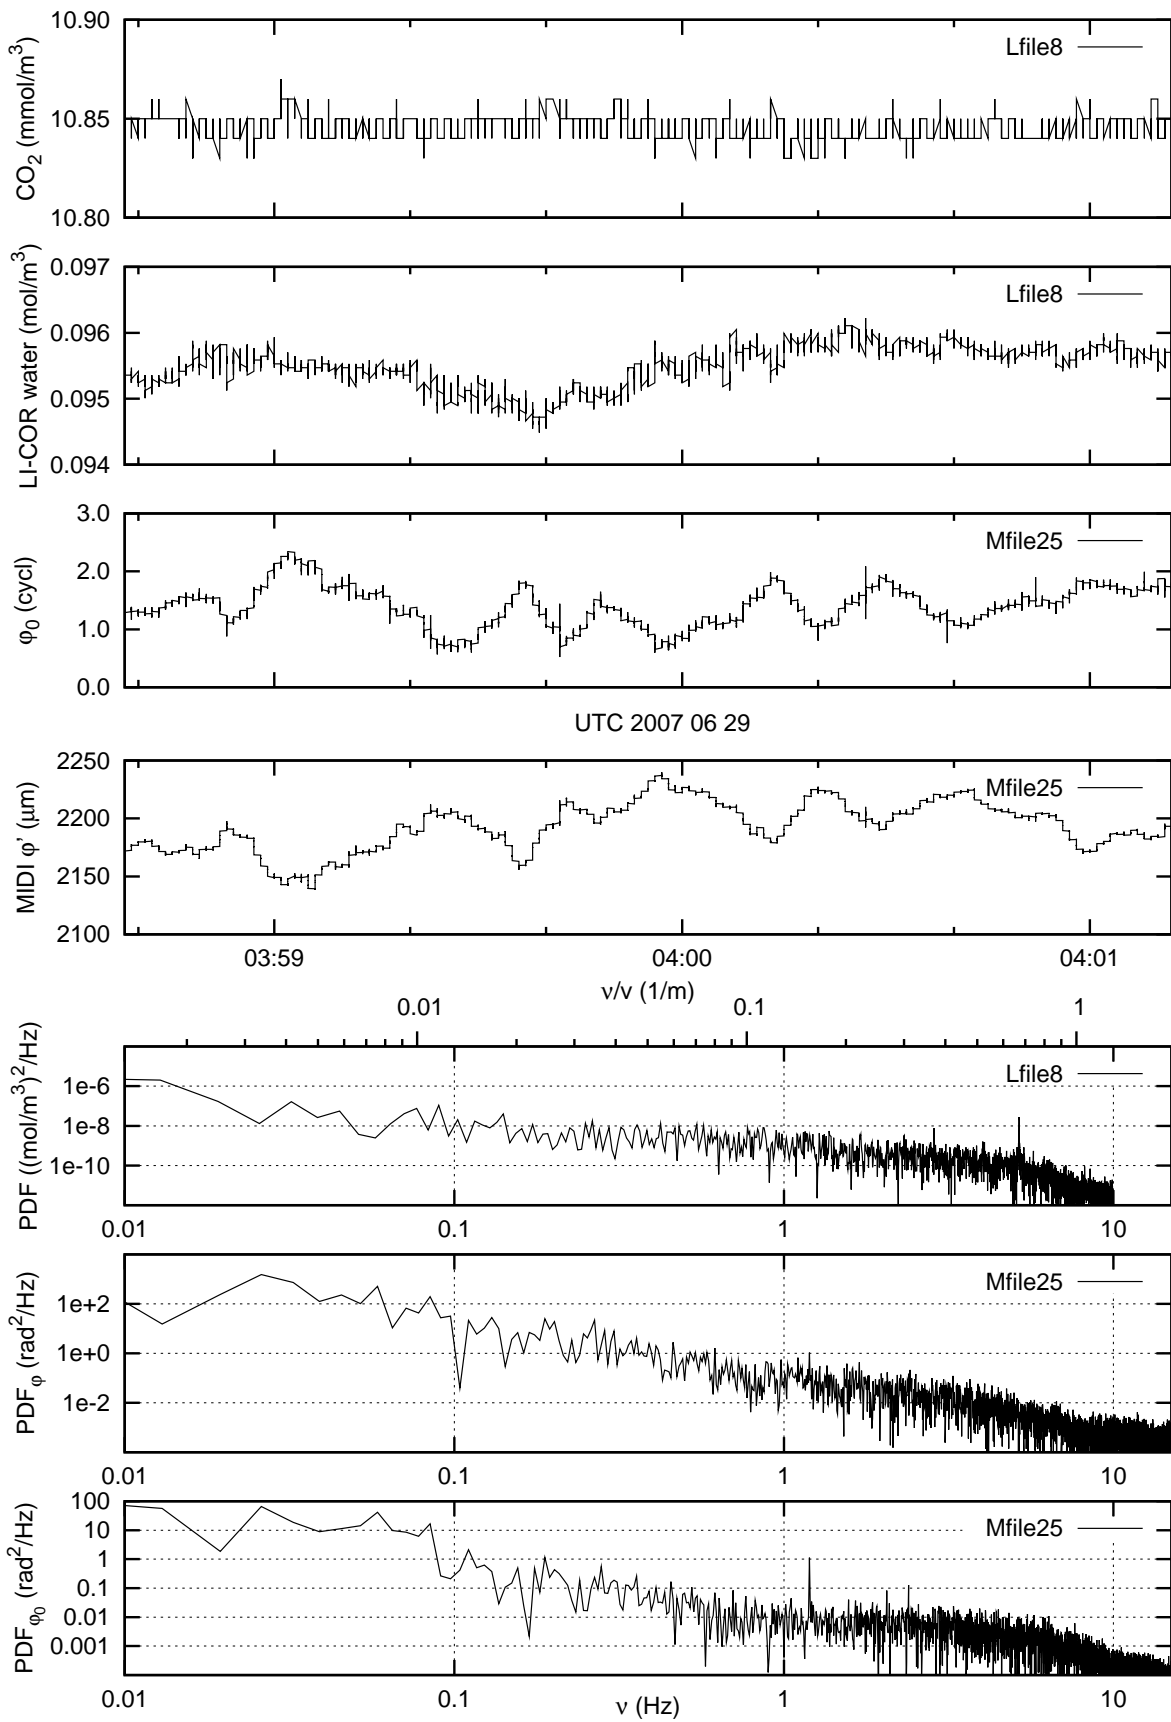 10.90
10.85
10.80
CO2 (mmol/m3)
Lfile8
0.097
0.096
0.095
0.094
LI-COR water (mol/m3)
Lfile8
3.0
2.0
1.0
0.0
φ0 (cycl)
Mfile25
UTC 2007 06 29
2250
2200
2150
2100
MIDI φ' (μm)
Mfile25
03:59 04:00 04:01
ν/v (1/m)
0.01 0.1 1
1e-6
1e-8
1e-10
PDF ((mol/m3)2/Hz)
Lfile8
0.01 0.1 1 10
1e+2
1e+0
1e-2
PDFφ (rad2/Hz)
Mfile25
0.01 0.1 1 10
100
10
1
0.1
0.01
0.001
PDFφ0 (rad2/Hz)
Mfile25
0.01 0.1 1 10
ν (Hz)